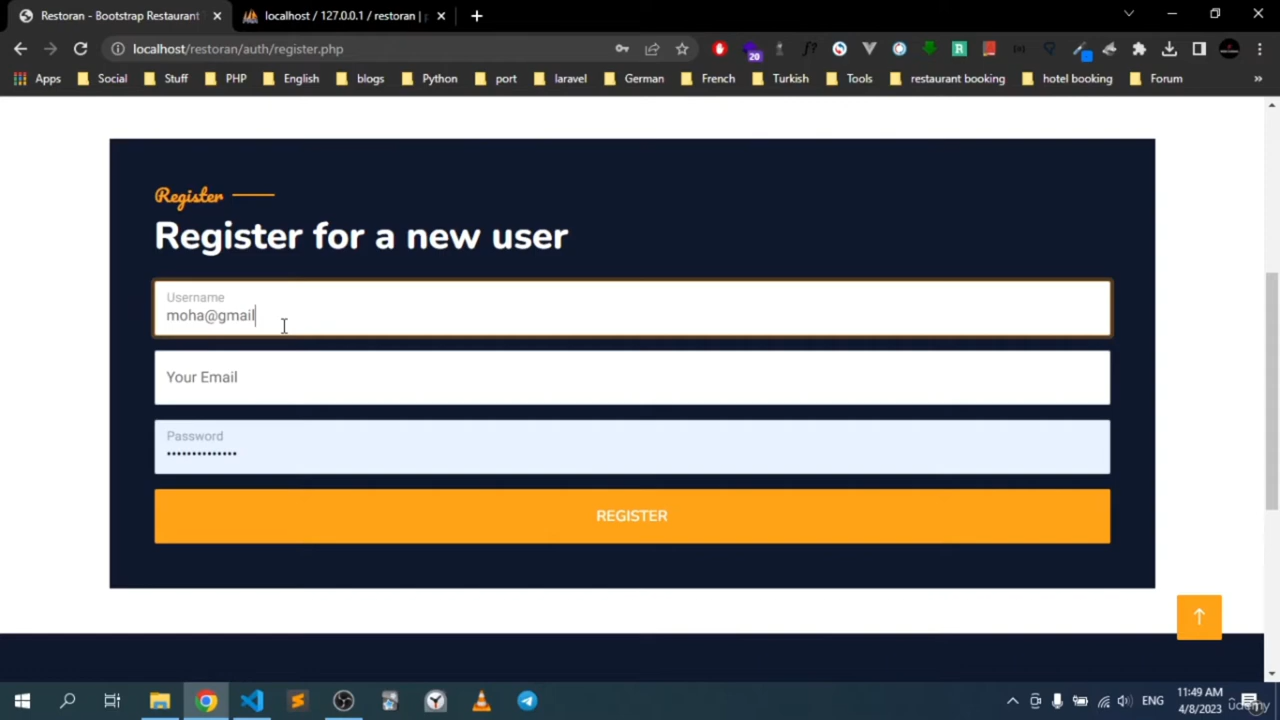 Restoran - Bootstrap Restaurant
localhost / 127.0.0.1 / restoran |
localhost/restoran/auth/register.php
20
Apps Social Stuff PHP English blogs Python port laravel German French Turkish Tools restaurant booking hotel booking Forum »
Register
Register for a new user
Username
moha@gmail
Your Email
Password
••••••••••••••
REGISTER
ENG
11:49 AM
4/8/2023
udemy